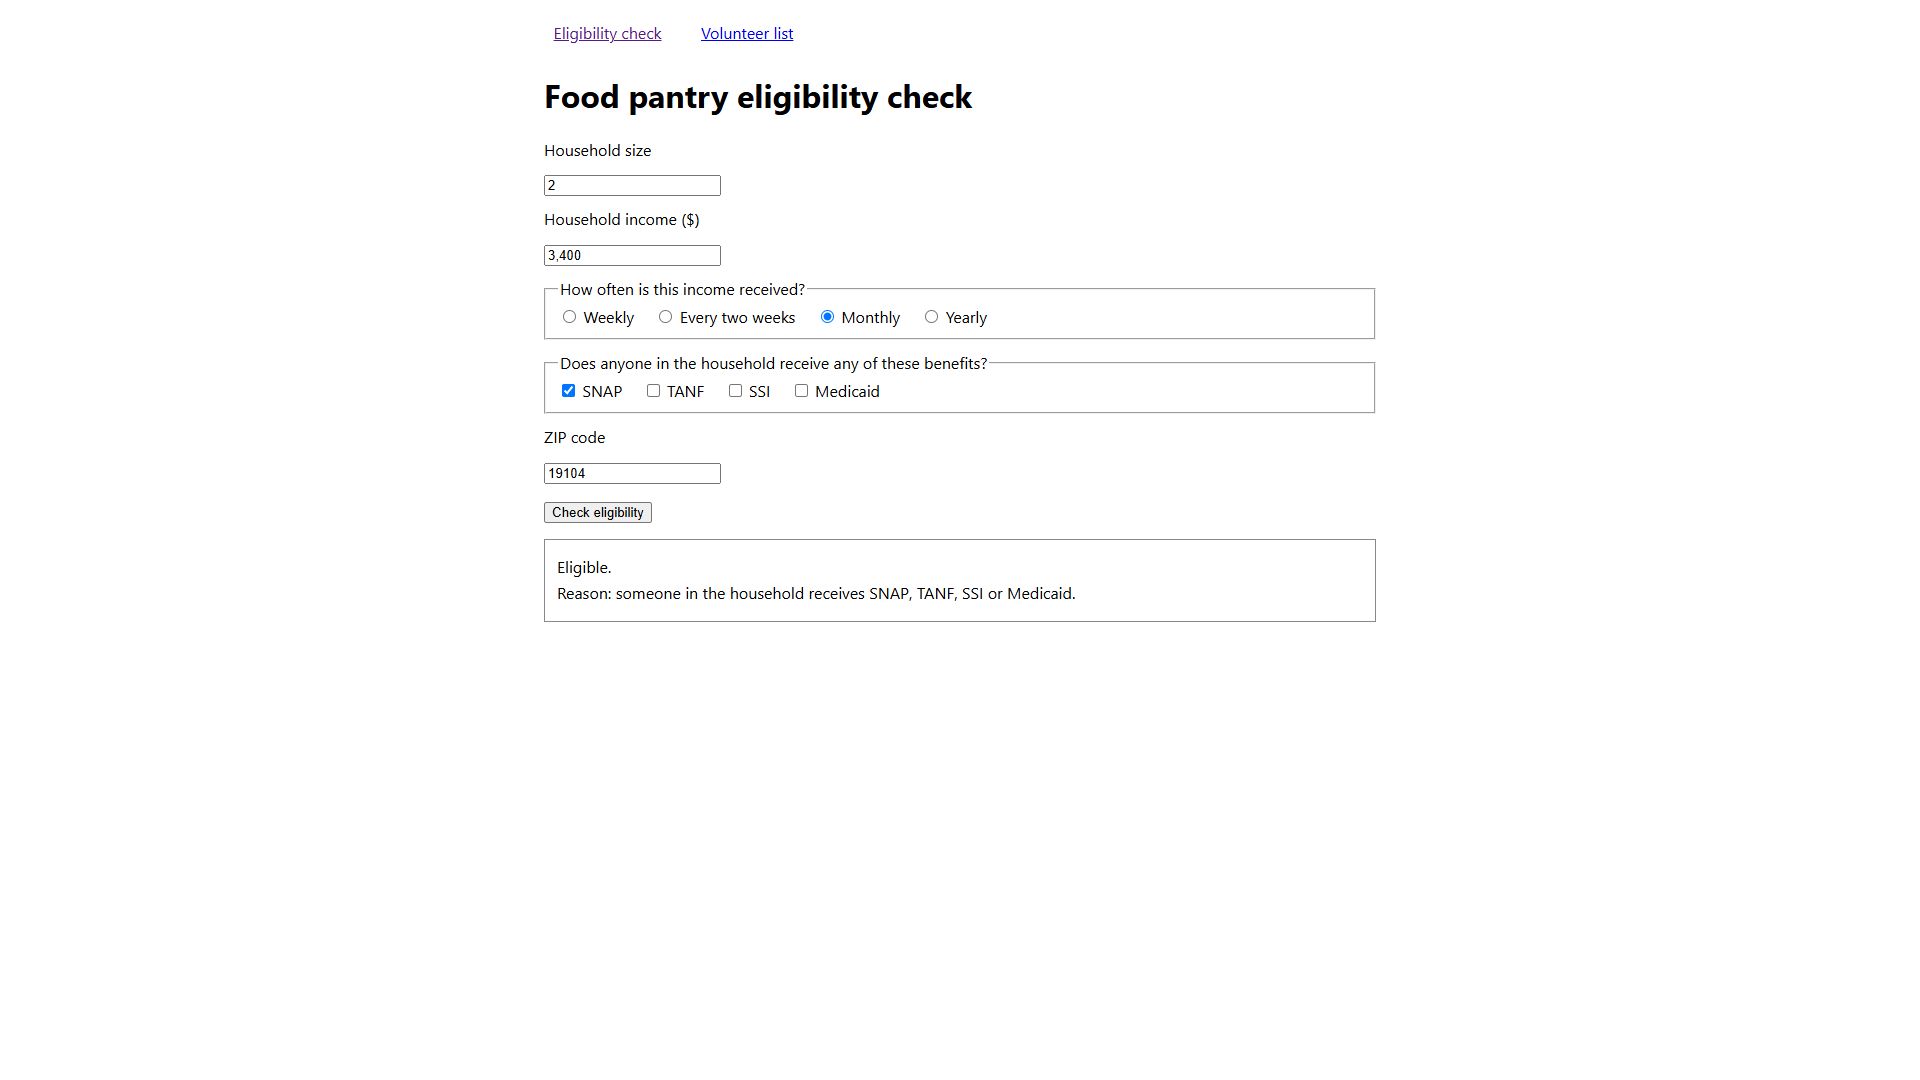 Eligibility check Volunteer list
Food pantry eligibility check
Household size
2
Household income ($)
3,400
How often is this income received?
Weekly Every two weeks Monthly Yearly
Does anyone in the household receive any of these benefits?
SNAP TANF SSI Medicaid
ZIP code
19104
Check eligibility
Eligible.
Reason: someone in the household receives SNAP, TANF, SSI or Medicaid.